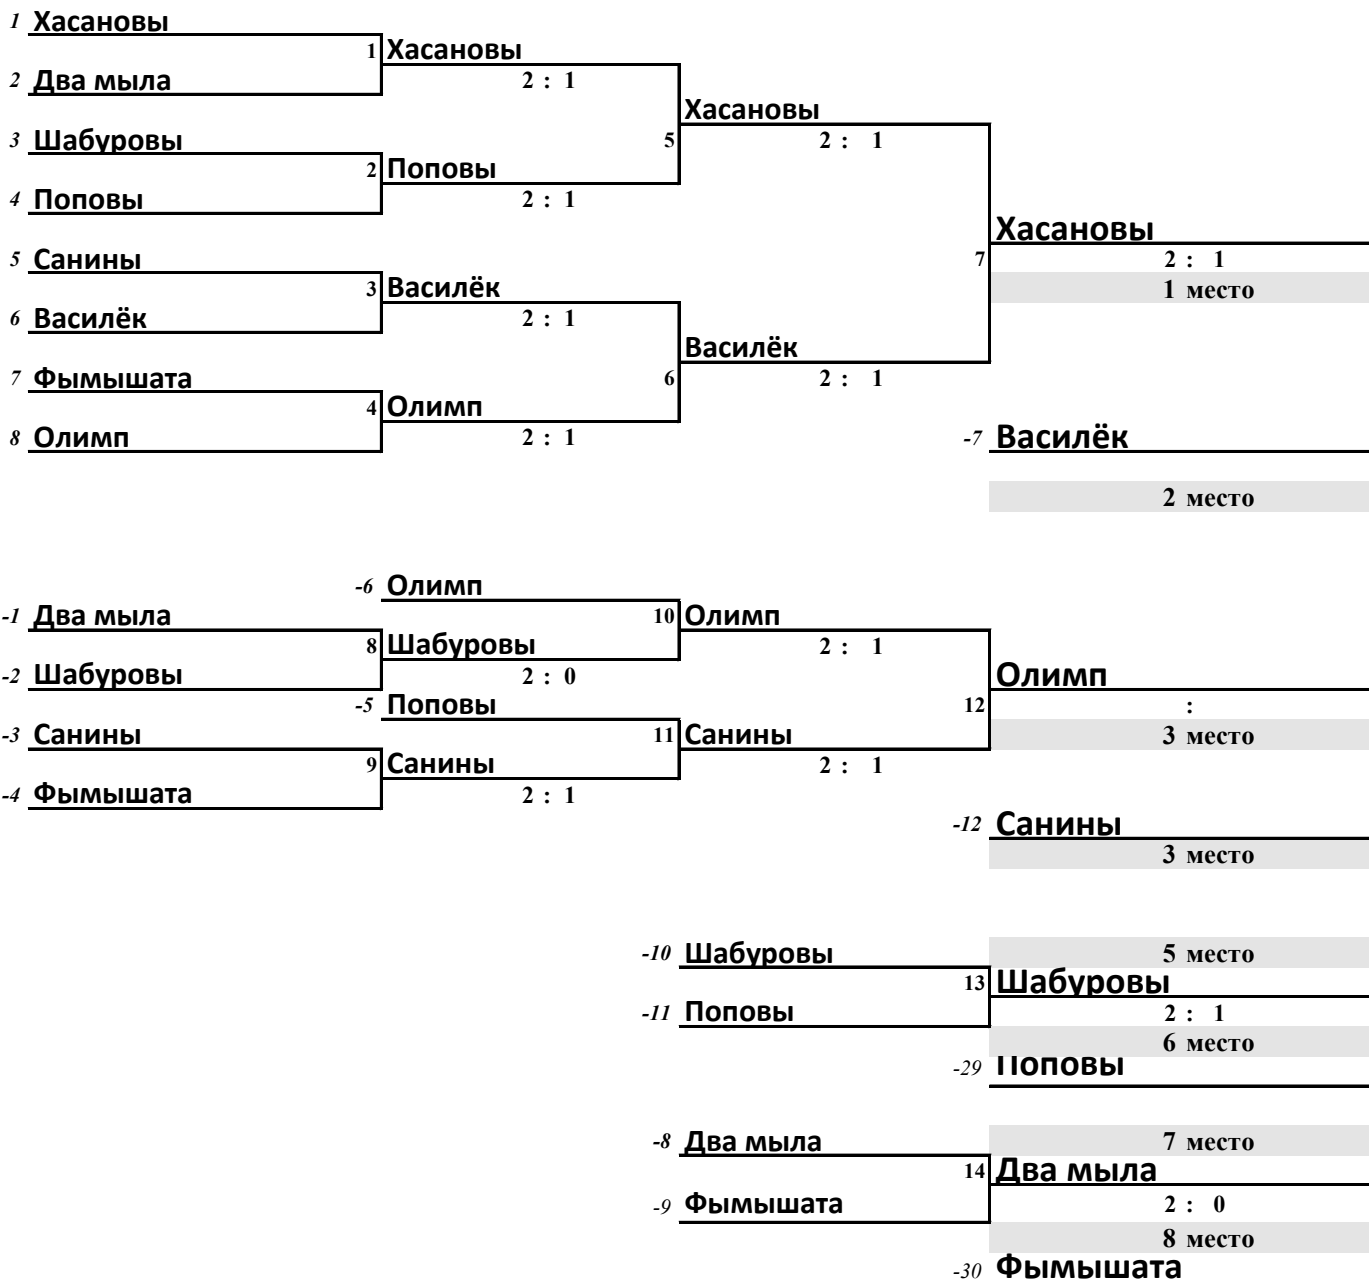 1 Хасановы
1 Хасановы
2 Два мыла
2 : 1
Хасановы
3 Шабуровы
5
2 : 1
2 Поповы
4 Поповы
2 : 1
Хасановы
5 Санины
7
2 : 1
3 Василёк
1 место
6 Василёк
2 : 1
Василёк
7 Фымышата
6
2 : 1
4 Олимп
8 Олимп
2 : 1
-7 Василёк
2 место
-6 Олимп
-1 Два мыла
10 Олимп
8 Шабуровы
2 : 1
-2 Шабуровы
2 : 0
Олимп
-5 Поповы
12
:
-3 Санины
11 Санины
3 место
9 Санины
2 : 1
-4 Фымышата
2 : 1
-12 Санины
3 место
-10 Шабуровы
5 место
13 Шабуровы
-11 Поповы
2 : 1
6 место
-29 Поповы
-8 Два мыла
7 место
14 Два мыла
-9 Фымышата
2 : 0
8 место
-30 Фымышата